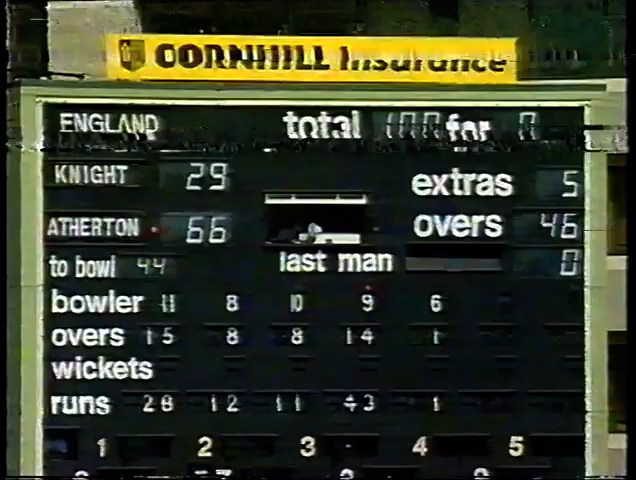 CORNHILL Insurance
ENGLAND total 100 for 0
KNIGHT 29 extras 5
ATHERTON 66 overs 46
to bowl 44 last man 0
bowler 11 8 10 9 6
overs 15 8 8 14 1
wickets
runs 28 12 11 43 1
1 2 3 4 5